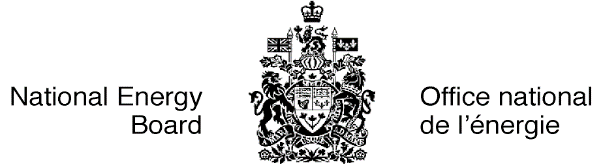 National Energy
Board
Office national
de l'énergie